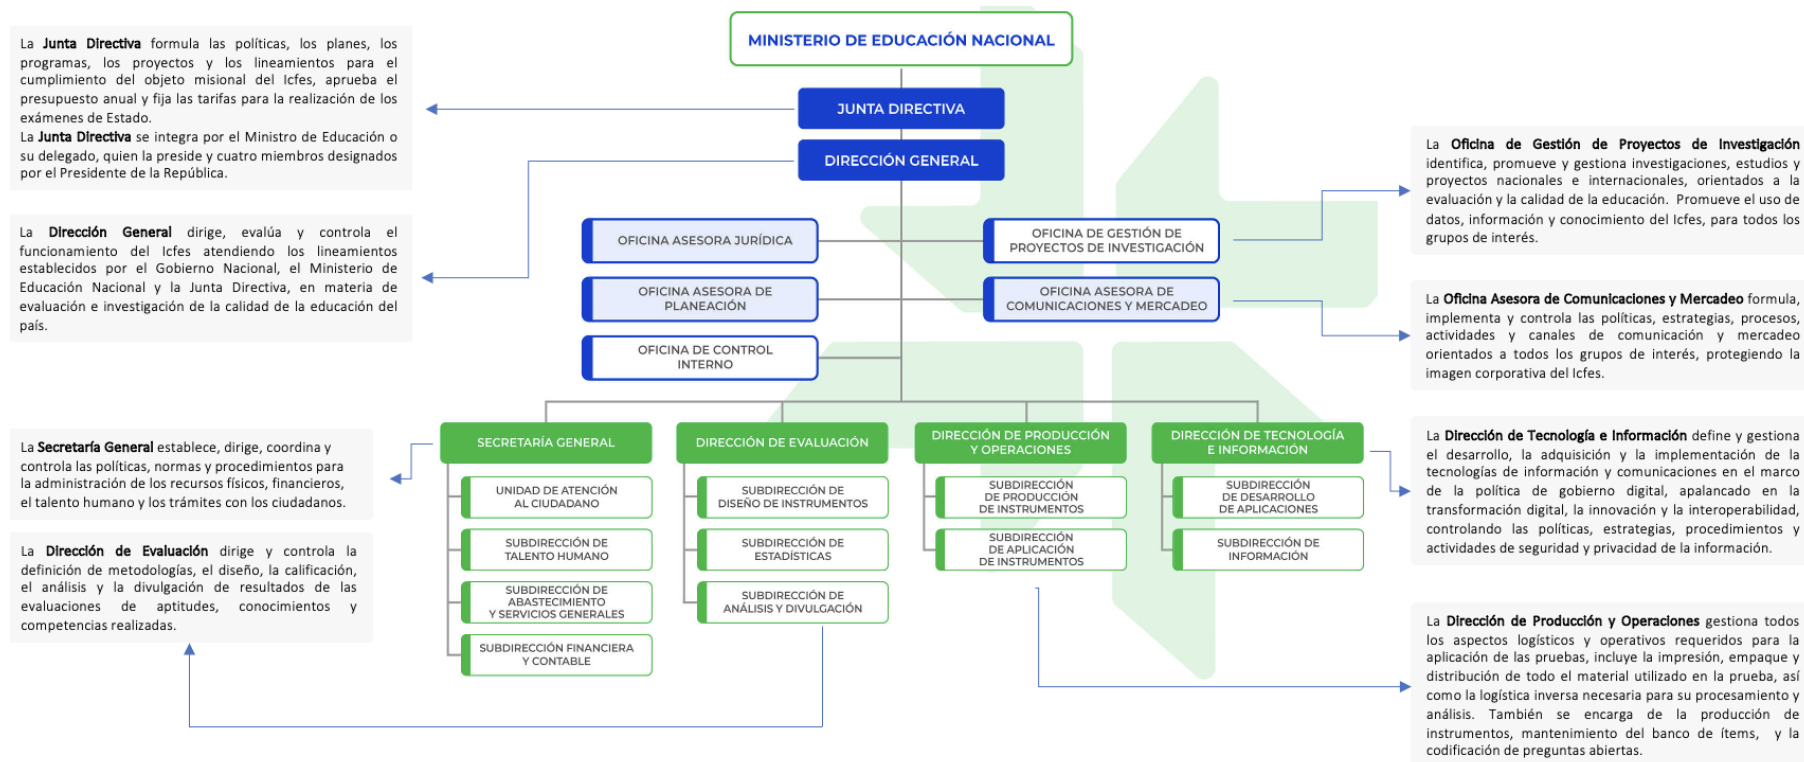 La Junta Directiva formula las políticas, los planes, los
programas, los proyectos y los lineamientos para el
cumplimiento del objeto misional del Icfes, aprueba el
presupuesto anual y fija las tarifas para la realización de los
exámenes de Estado.
La Junta Directiva se integra por el Ministro de Educación o
su delegado, quien la preside y cuatro miembros designados
por el Presidente de la República.
La Dirección General dirige, evalúa y controla el
funcionamiento del Icfes atendiendo los lineamientos
establecidos por el Gobierno Nacional, el Ministerio de
Educación Nacional y la Junta Directiva, en materia de
evaluación e investigación de la calidad de la educación del
país.
MINISTERIO DE EDUCACIÓN NACIONAL
JUNTA DIRECTIVA
DIRECCIÓN GENERAL
OFICINA ASESORA JURÍDICA
OFICINA DE GESTIÓN DE
PROYECTOS DE INVESTIGACIÓN
OFICINA ASESORA DE
PLANEACIÓN
OFICINA ASESORA DE
COMUNICACIONES Y MERCADEO
OFICINA DE CONTROL
INTERNO
La Oficina de Gestión de Proyectos de Investigación
identifica, promueve y gestiona investigaciones, estudios y
proyectos nacionales e internacionales, orientados a la
evaluación y la calidad de la educación. Promueve el uso de
datos, información y conocimiento del Icfes, para todos los
grupos de interés.
La Oficina Asesora de Comunicaciones y Mercadeo formula,
implementa y controla las políticas, estrategias, procesos,
actividades y canales de comunicación y mercadeo
orientados a todos los grupos de interés, protegiendo la
imagen corporativa del Icfes.
La Secretaría General establece, dirige, coordina y
controla las políticas, normas y procedimientos para
la administración de los recursos físicos, financieros,
el talento humano y los trámites con los ciudadanos.
La Dirección de Evaluación dirige y controla la
definición de metodologías, el diseño, la calificación,
el análisis y la divulgación de resultados de las
evaluaciones de aptitudes, conocimientos y
competencias realizadas.
SECRETARÍA GENERAL
UNIDAD DE ATENCIÓN
AL CIUDADANO
SUBDIRECCIÓN DE
TALENTO HUMANO
SUBDIRECCIÓN DE
ABASTECIMIENTO
Y SERVICIOS GENERALES
SUBDIRECCIÓN FINANCIERA
Y CONTABLE
DIRECCIÓN DE EVALUACIÓN
SUBDIRECCIÓN DE
DISEÑO DE INSTRUMENTOS
SUBDIRECCIÓN DE
ESTADÍSTICAS
SUBDIRECCIÓN DE
ANÁLISIS Y DIVULGACIÓN
DIRECCIÓN DE PRODUCCIÓN
Y OPERACIONES
SUBDIRECCIÓN
DE PRODUCCIÓN
DE INSTRUMENTOS
SUBDIRECCIÓN
DE APLICACIÓN
DE INSTRUMENTOS
DIRECCIÓN DE TECNOLOGÍA
E INFORMACIÓN
SUBDIRECCIÓN
DE DESARROLLO
DE APLICACIONES
SUBDIRECCIÓN DE
INFORMACIÓN
La Dirección de Tecnología e Información define y gestiona
el desarrollo, la adquisición y la implementación de la
tecnologías de información y comunicaciones en el marco
de la política de gobierno digital, apalancado en la
transformación digital, la innovación y la interoperabilidad,
controlando las políticas, estrategias, procedimientos y
actividades de seguridad y privacidad de la información.
La Dirección de Producción y Operaciones gestiona todos
los aspectos logísticos y operativos requeridos para la
aplicación de las pruebas, incluye la impresión, empaque y
distribución de todo el material utilizado en la prueba, así
como la logística inversa necesaria para su procesamiento y
análisis. También se encarga de la producción de
instrumentos, mantenimiento del banco de ítems, y la
codificación de preguntas abiertas.